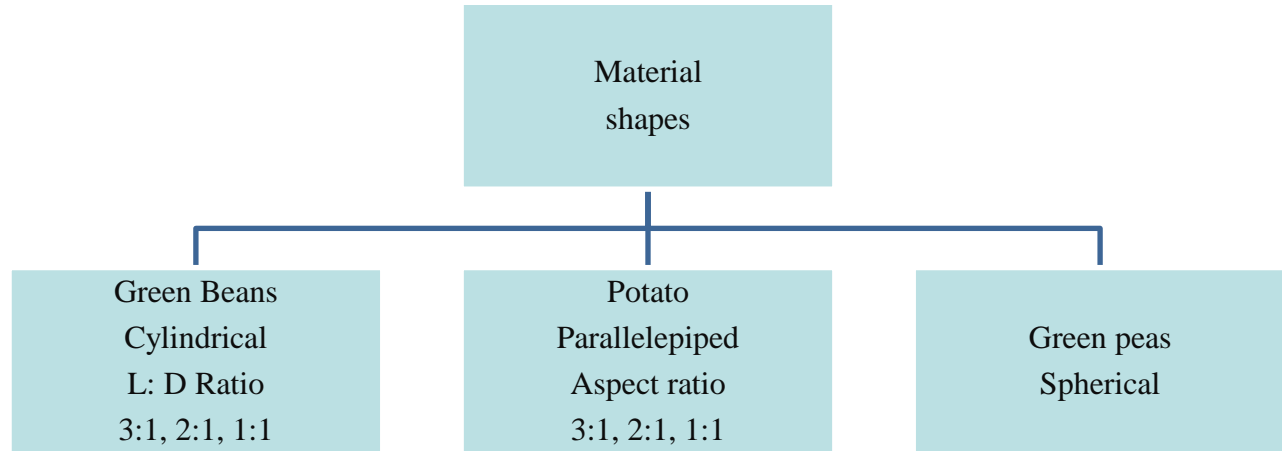 Material
shapes
Green Beans
Cylindrical
L: D Ratio
3:1, 2:1, 1:1
Potato
Parallelepiped
Aspect ratio
3:1, 2:1, 1:1
Green peas
Spherical